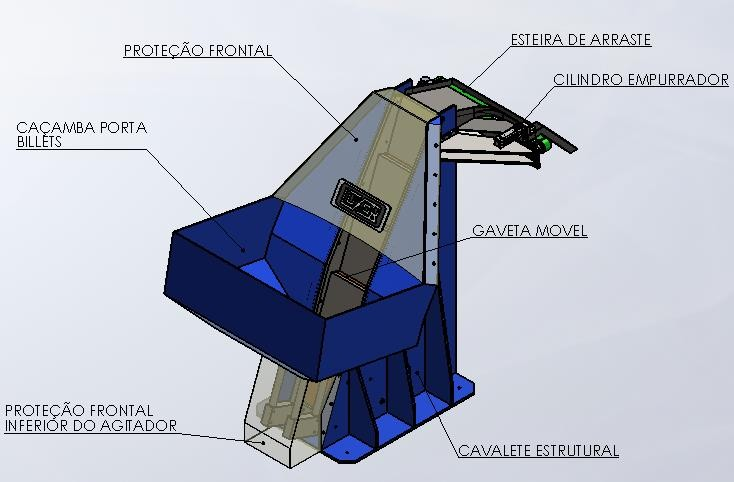 ESTEIRA DE ARRASTE
PROTEÇÃO FRONTAL
CILINDRO EMPURRADOR
CAÇAMBA PORTA
BILLETS
GAVETA MOVEL
PROTEÇÃO FRONTAL
INFERIOR DO AGITADOR
CAVALETE ESTRUTURAL